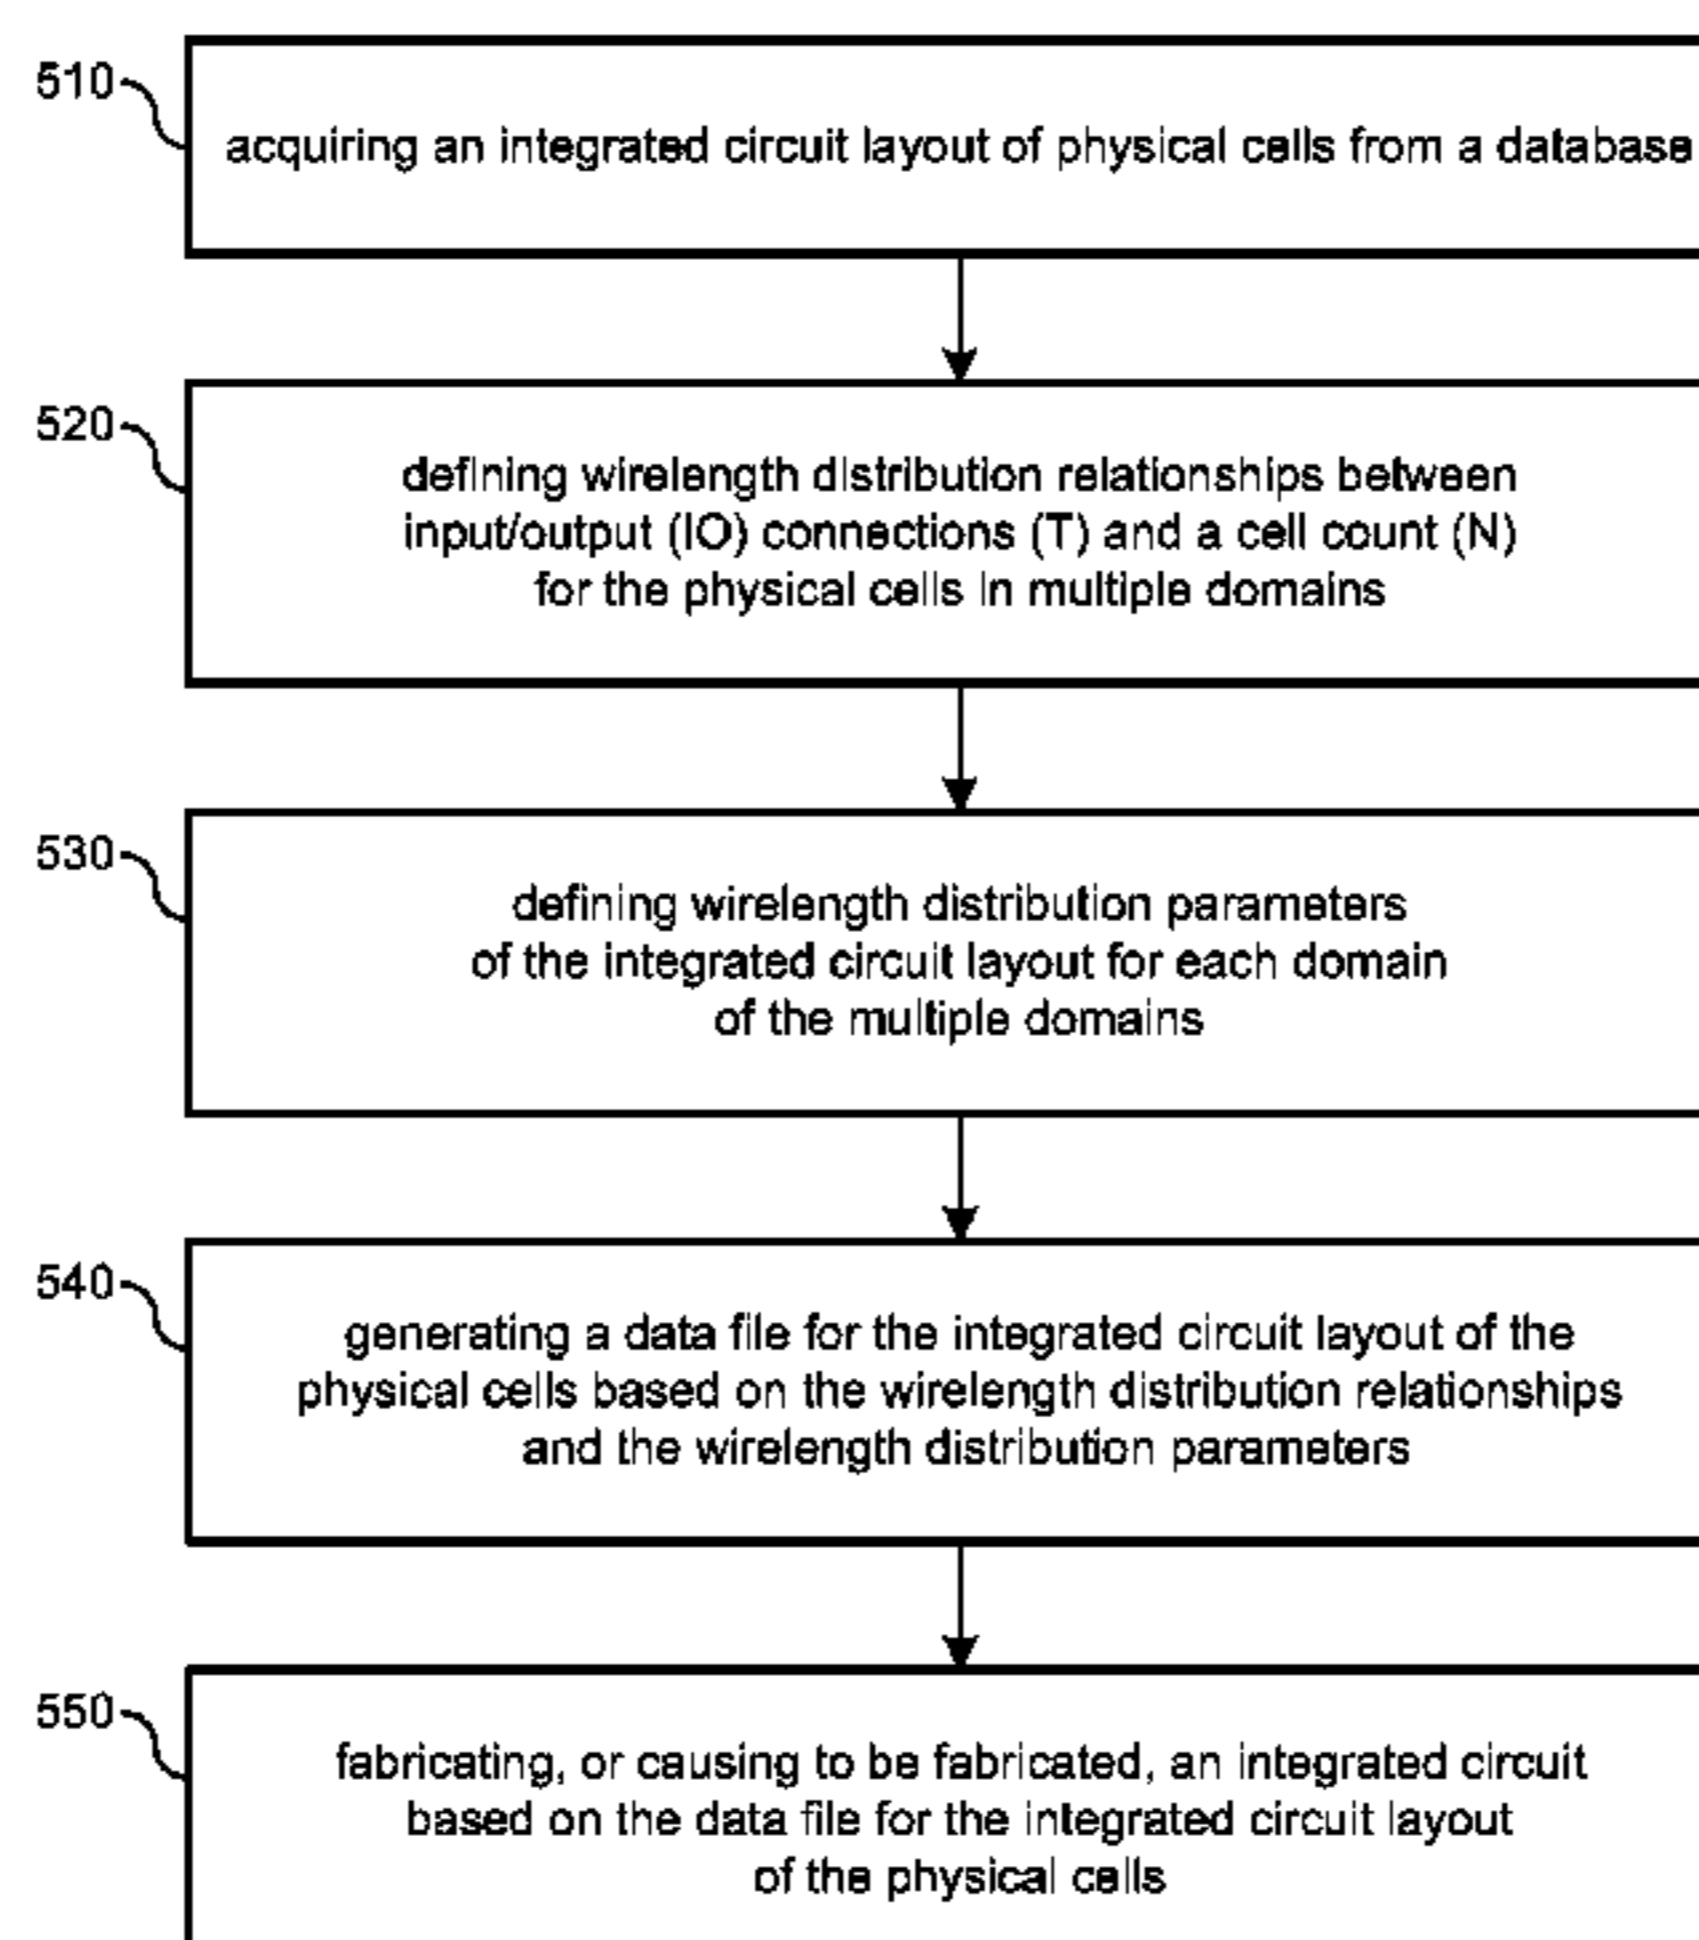 510
acquiring an integrated circuit layout of physical cells from a database
520
defining wirelength distribution relationships between
input/output (IO) connections (T) and a cell count (N)
for the physical cells in multiple domains
530
defining wirelength distribution parameters
of the integrated circuit layout for each domain
of the multiple domains
540
generating a data file for the integrated circuit layout of the
physical cells based on the wirelength distribution relationships
and the wirelength distribution parameters
550
fabricating, or causing to be fabricated, an integrated circuit
based on the data file for the integrated circuit layout
of the physical cells